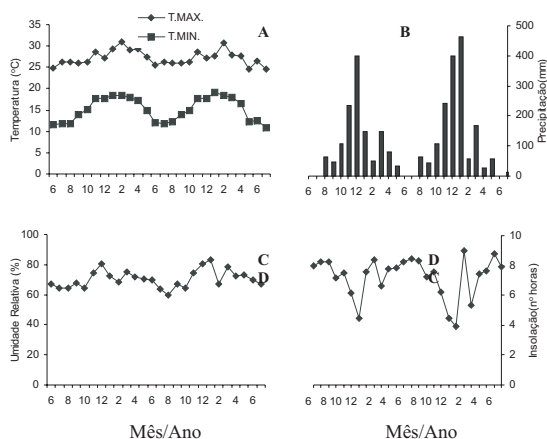 T.MAX.
T.MIN.
A
Temperatura (ºC)
35
30
25
20
15
10
5
0
6 8 10 12 2 4 6 8 10 12 2 4 6
B
Precipitação(mm)
500
400
300
200
100
0
6 8 10 12 2 4 6 8 10 12 2 4 6
C
D
Umidade Relativa (%)
100
80
60
40
20
0
6 8 10 12 2 4 6 8 10 12 2 4 6
Mês/Ano
D
C
Insolação(nº horas)
10
8
6
4
2
0
6 8 10 12 2 4 6 8 10 12 2 4 6
Mês/Ano